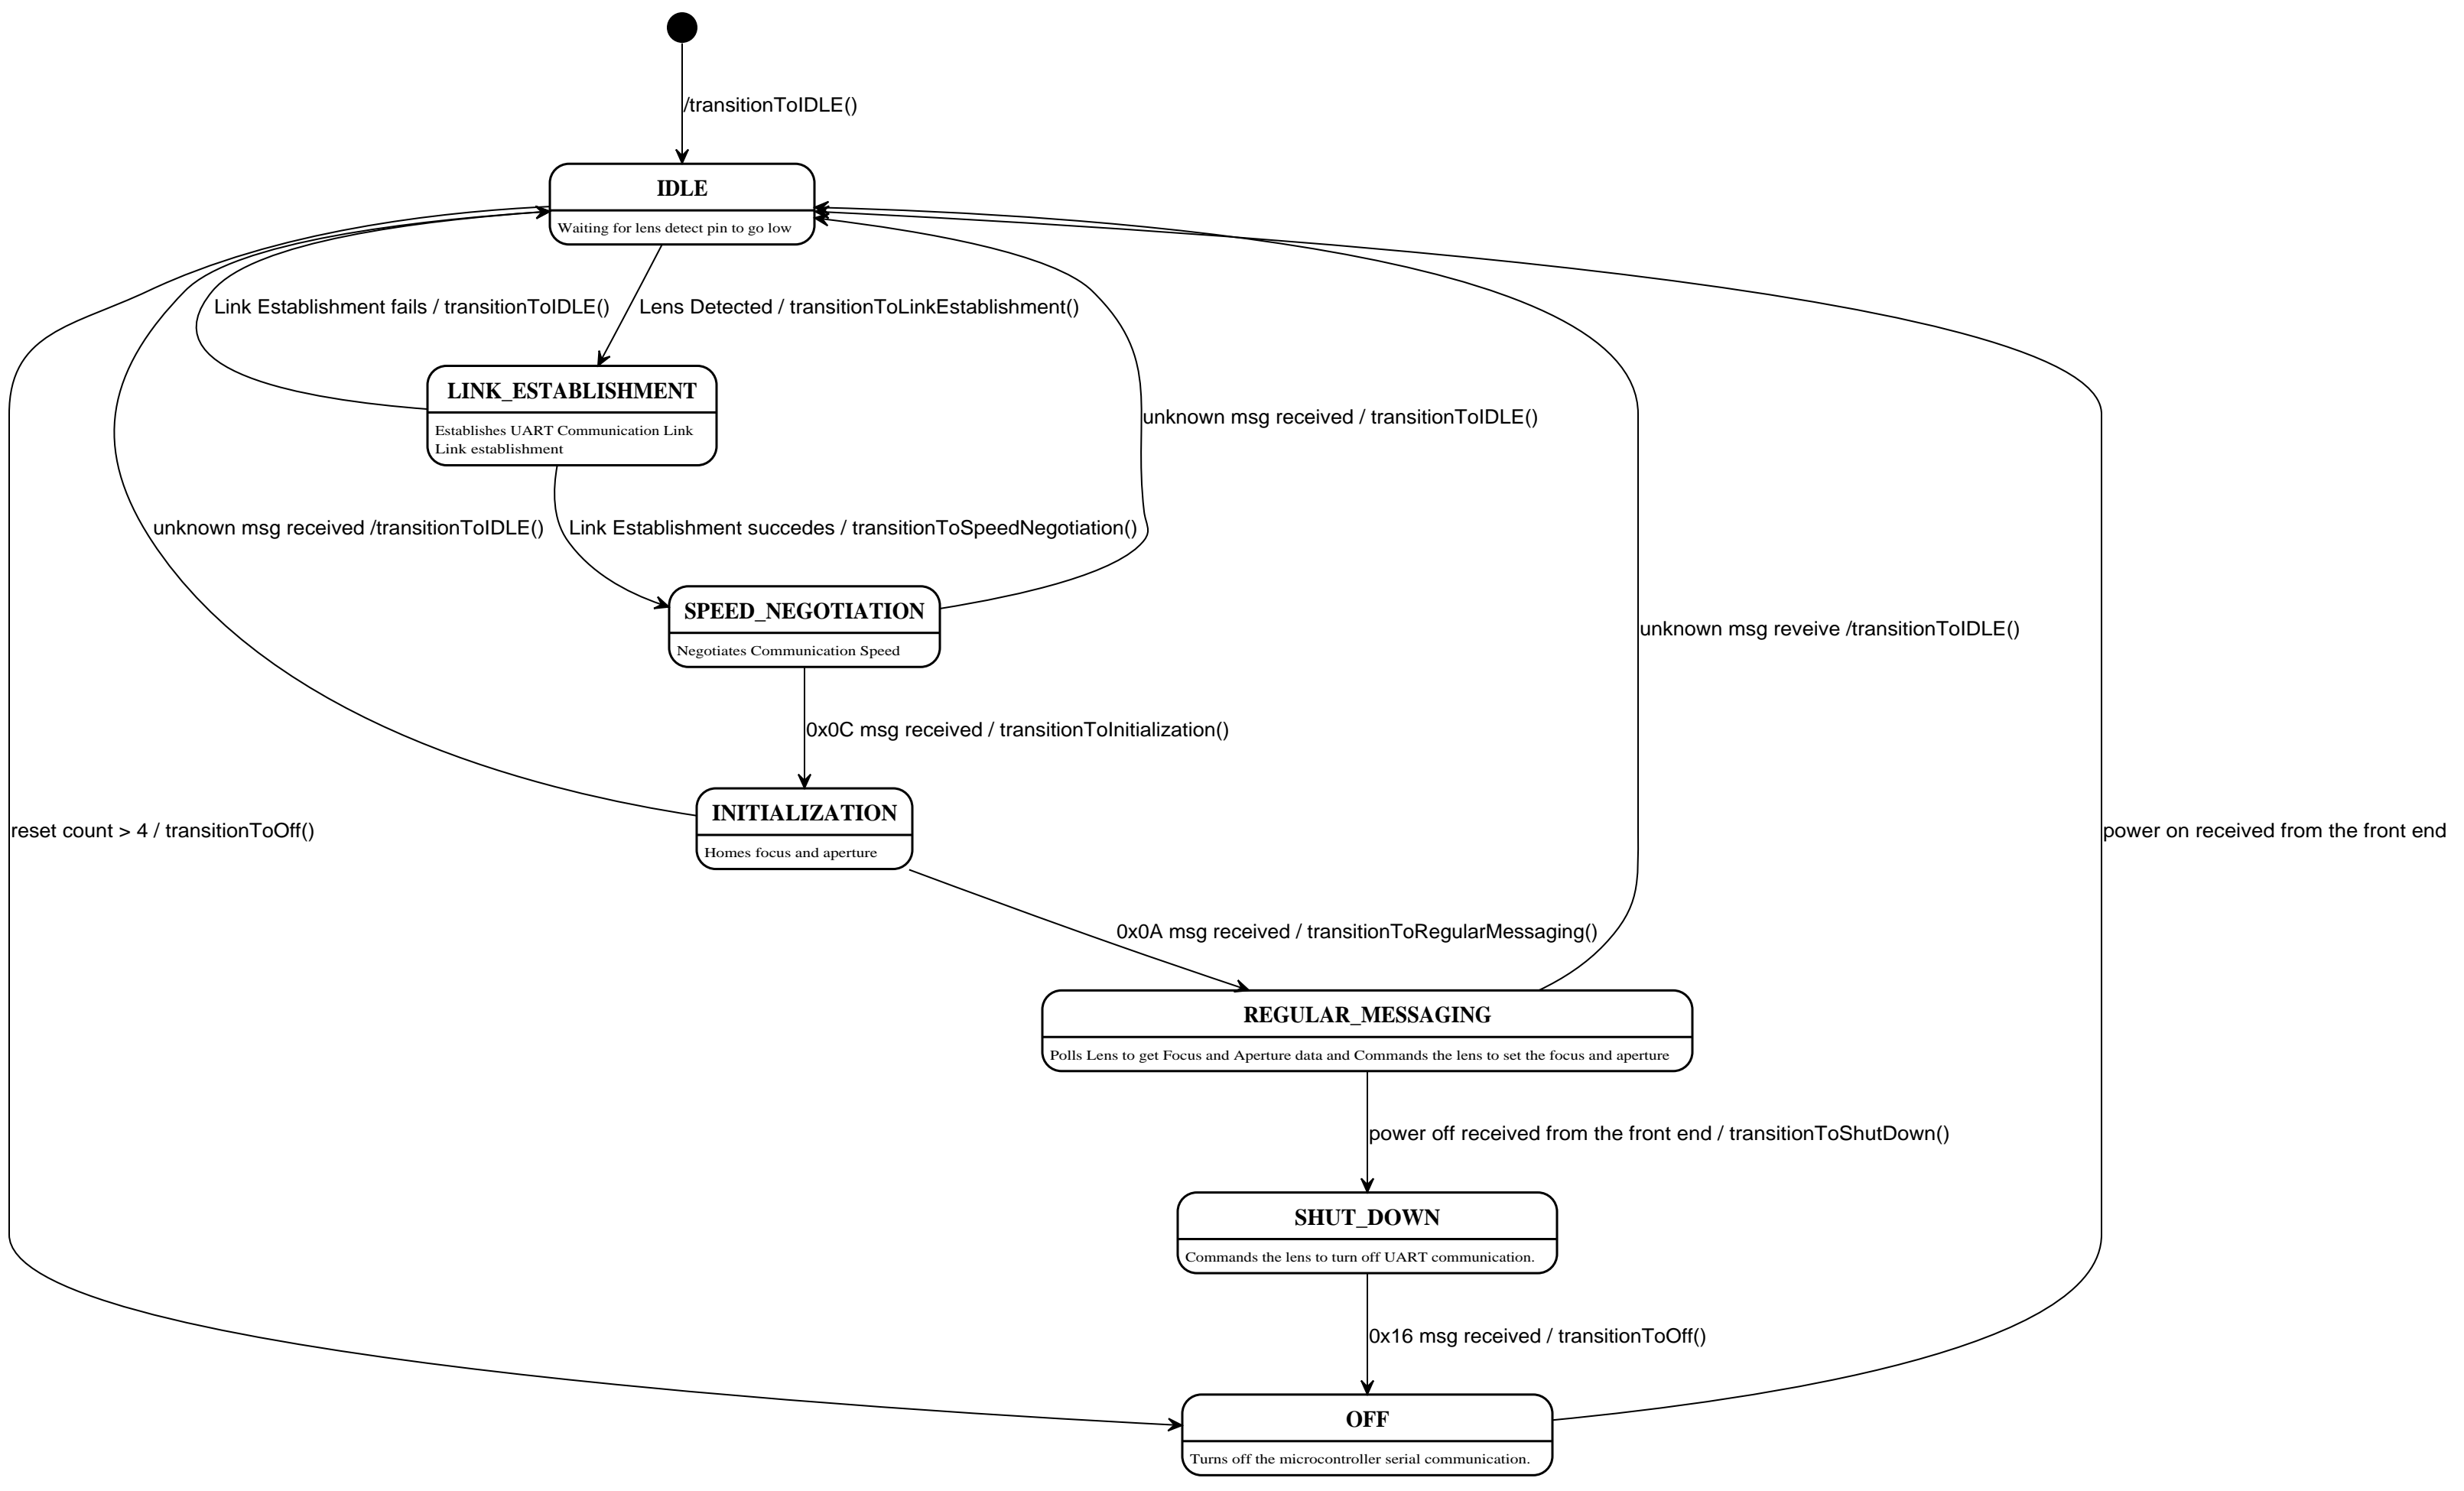 /transitionToIDLE()
IDLE
Waiting for lens detect pin to go low
Link Establishment fails / transitionToIDLE()
Lens Detected / transitionToLinkEstablishment()
LINK_ESTABLISHMENT
Establishes UART Communication Link
Link establishment
unknown msg received / transitionToIDLE()
unknown msg received /transitionToIDLE()
Link Establishment succedes / transitionToSpeedNegotiation()
SPEED_NEGOTIATION
Negotiates Communication Speed
unknown msg reveive /transitionToIDLE()
0x0C msg received / transitionToInitialization()
INITIALIZATION
Homes focus and aperture
reset count > 4 / transitionToOff()
power on received from the front end
0x0A msg received / transitionToRegularMessaging()
REGULAR_MESSAGING
Polls Lens to get Focus and Aperture data and Commands the lens to set the focus and aperture
power off received from the front end / transitionToShutDown()
SHUT_DOWN
Commands the lens to turn off UART communication.
0x16 msg received / transitionToOff()
OFF
Turns off the microcontroller serial communication.